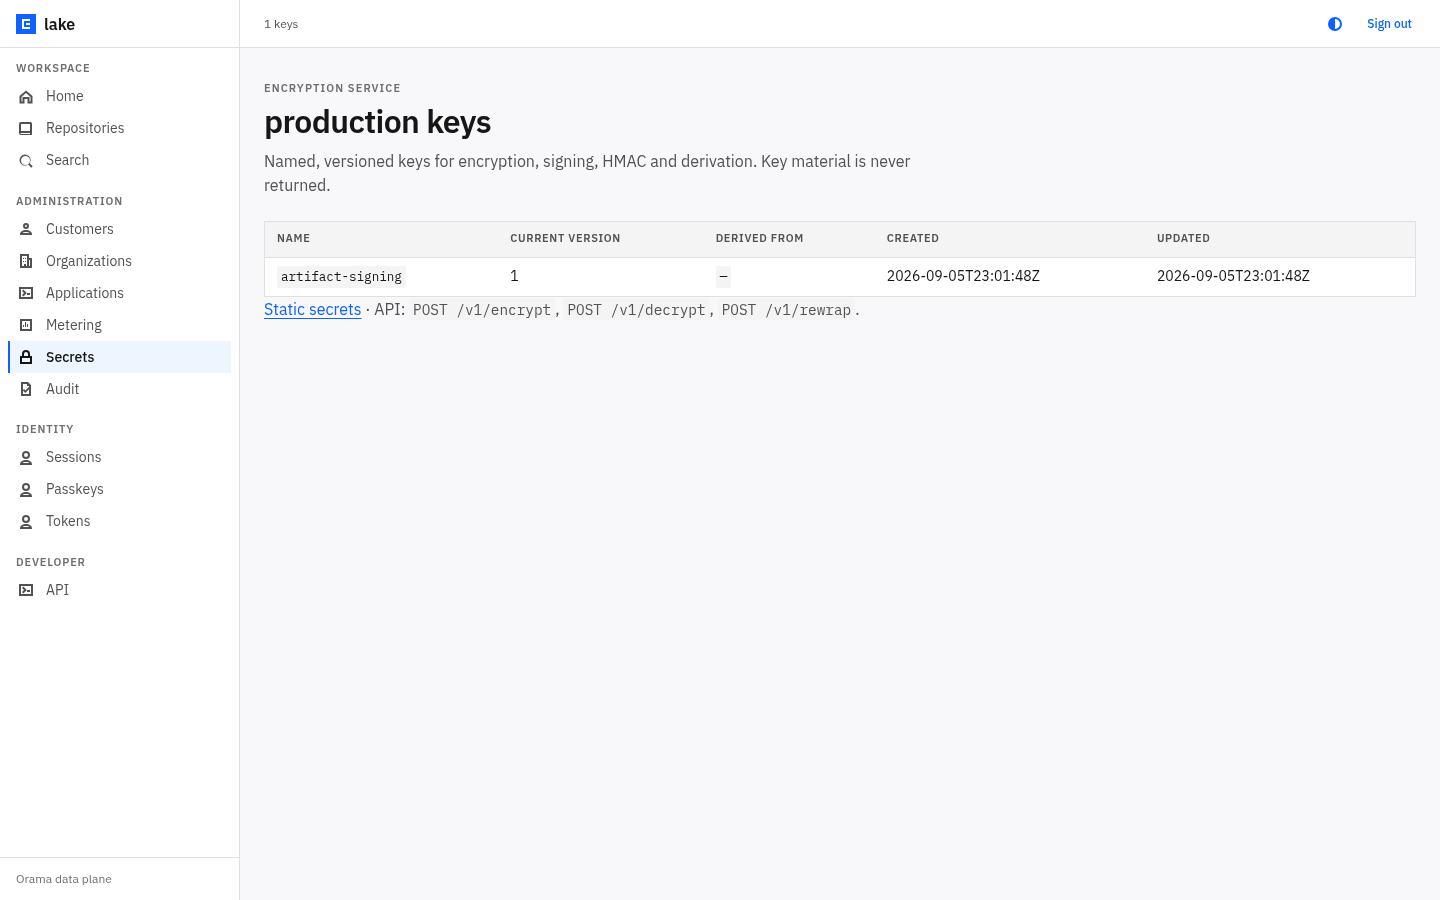 lake
1 keys
Sign out
WORKSPACE
Home
Repositories
Search
ADMINISTRATION
Customers
Organizations
Applications
Metering
Secrets
Audit
IDENTITY
Sessions
Passkeys
Tokens
DEVELOPER
API
Orama data plane
ENCRYPTION SERVICE
production keys
Named, versioned keys for encryption, signing, HMAC and derivation. Key material is never
returned.
NAME CURRENT VERSION DERIVED FROM CREATED UPDATED
artifact-signing 1 — 2026-09-05T23:01:48Z 2026-09-05T23:01:48Z
Static secrets · API: POST /v1/encrypt, POST /v1/decrypt, POST /v1/rewrap.